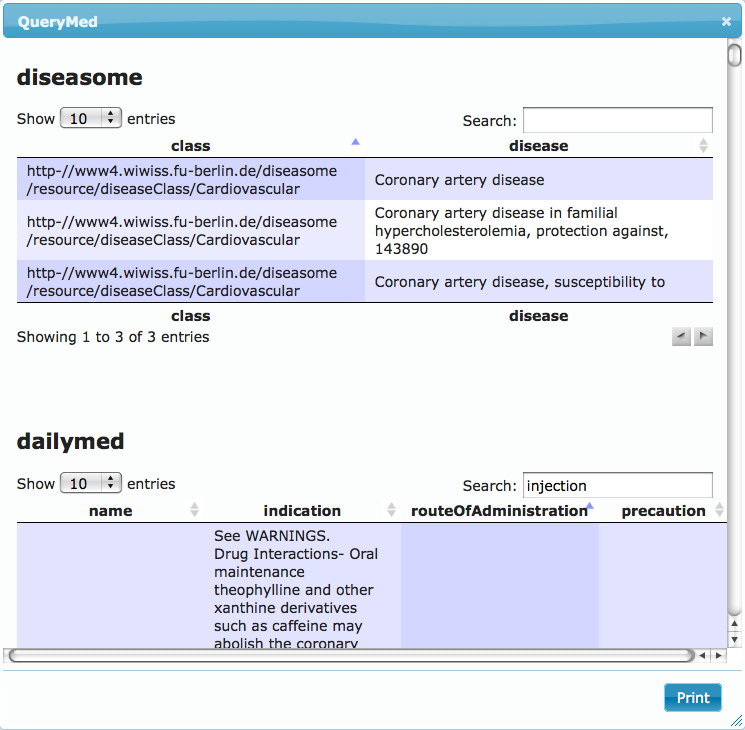 QueryMed
diseasome
Show 10 entries
Search:
class disease
http-//www4.wiwiss.fu-berlin.de/diseasome
/resource/diseaseClass/Cardiovascular
Coronary artery disease
http-//www4.wiwiss.fu-berlin.de/diseasome
/resource/diseaseClass/Cardiovascular
Coronary artery disease in familial
hypercholesterolemia, protection against,
143890
http-//www4.wiwiss.fu-berlin.de/diseasome
/resource/diseaseClass/Cardiovascular
Coronary artery disease, susceptibility to
class disease
Showing 1 to 3 of 3 entries
dailymed
Show 10 entries
Search: injection
name indication routeOfAdministration precaution
See WARNINGS.
Drug Interactions- Oral
maintenance
theophylline and other
xanthine derivatives
such as caffeine may
abolish the coronary
Print